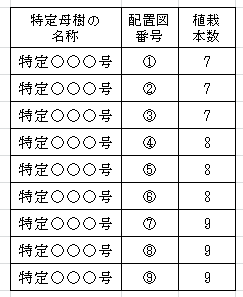 特定母樹の名称 配置図番号 植栽本数
特定○○○号 ① 7
特定○○○号 ② 7
特定○○○号 ③ 7
特定○○○号 ④ 8
特定○○○号 ⑤ 8
特定○○○号 ⑥ 8
特定○○○号 ⑦ 9
特定○○○号 ⑧ 9
特定○○○号 ⑨ 9